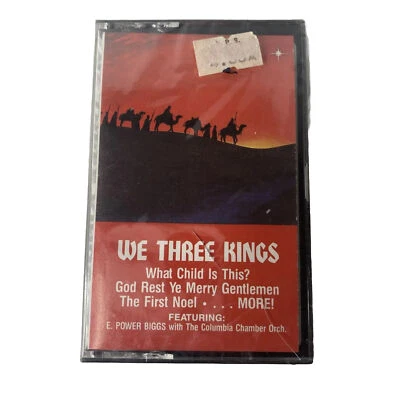 WE THREE KINGS
What Child Is This?
God Rest Ye Merry Gentlemen
The First Noel • . . . MORE!
FEATURING:
E. POWER BIGGS with The Columbia Chamber Orch.